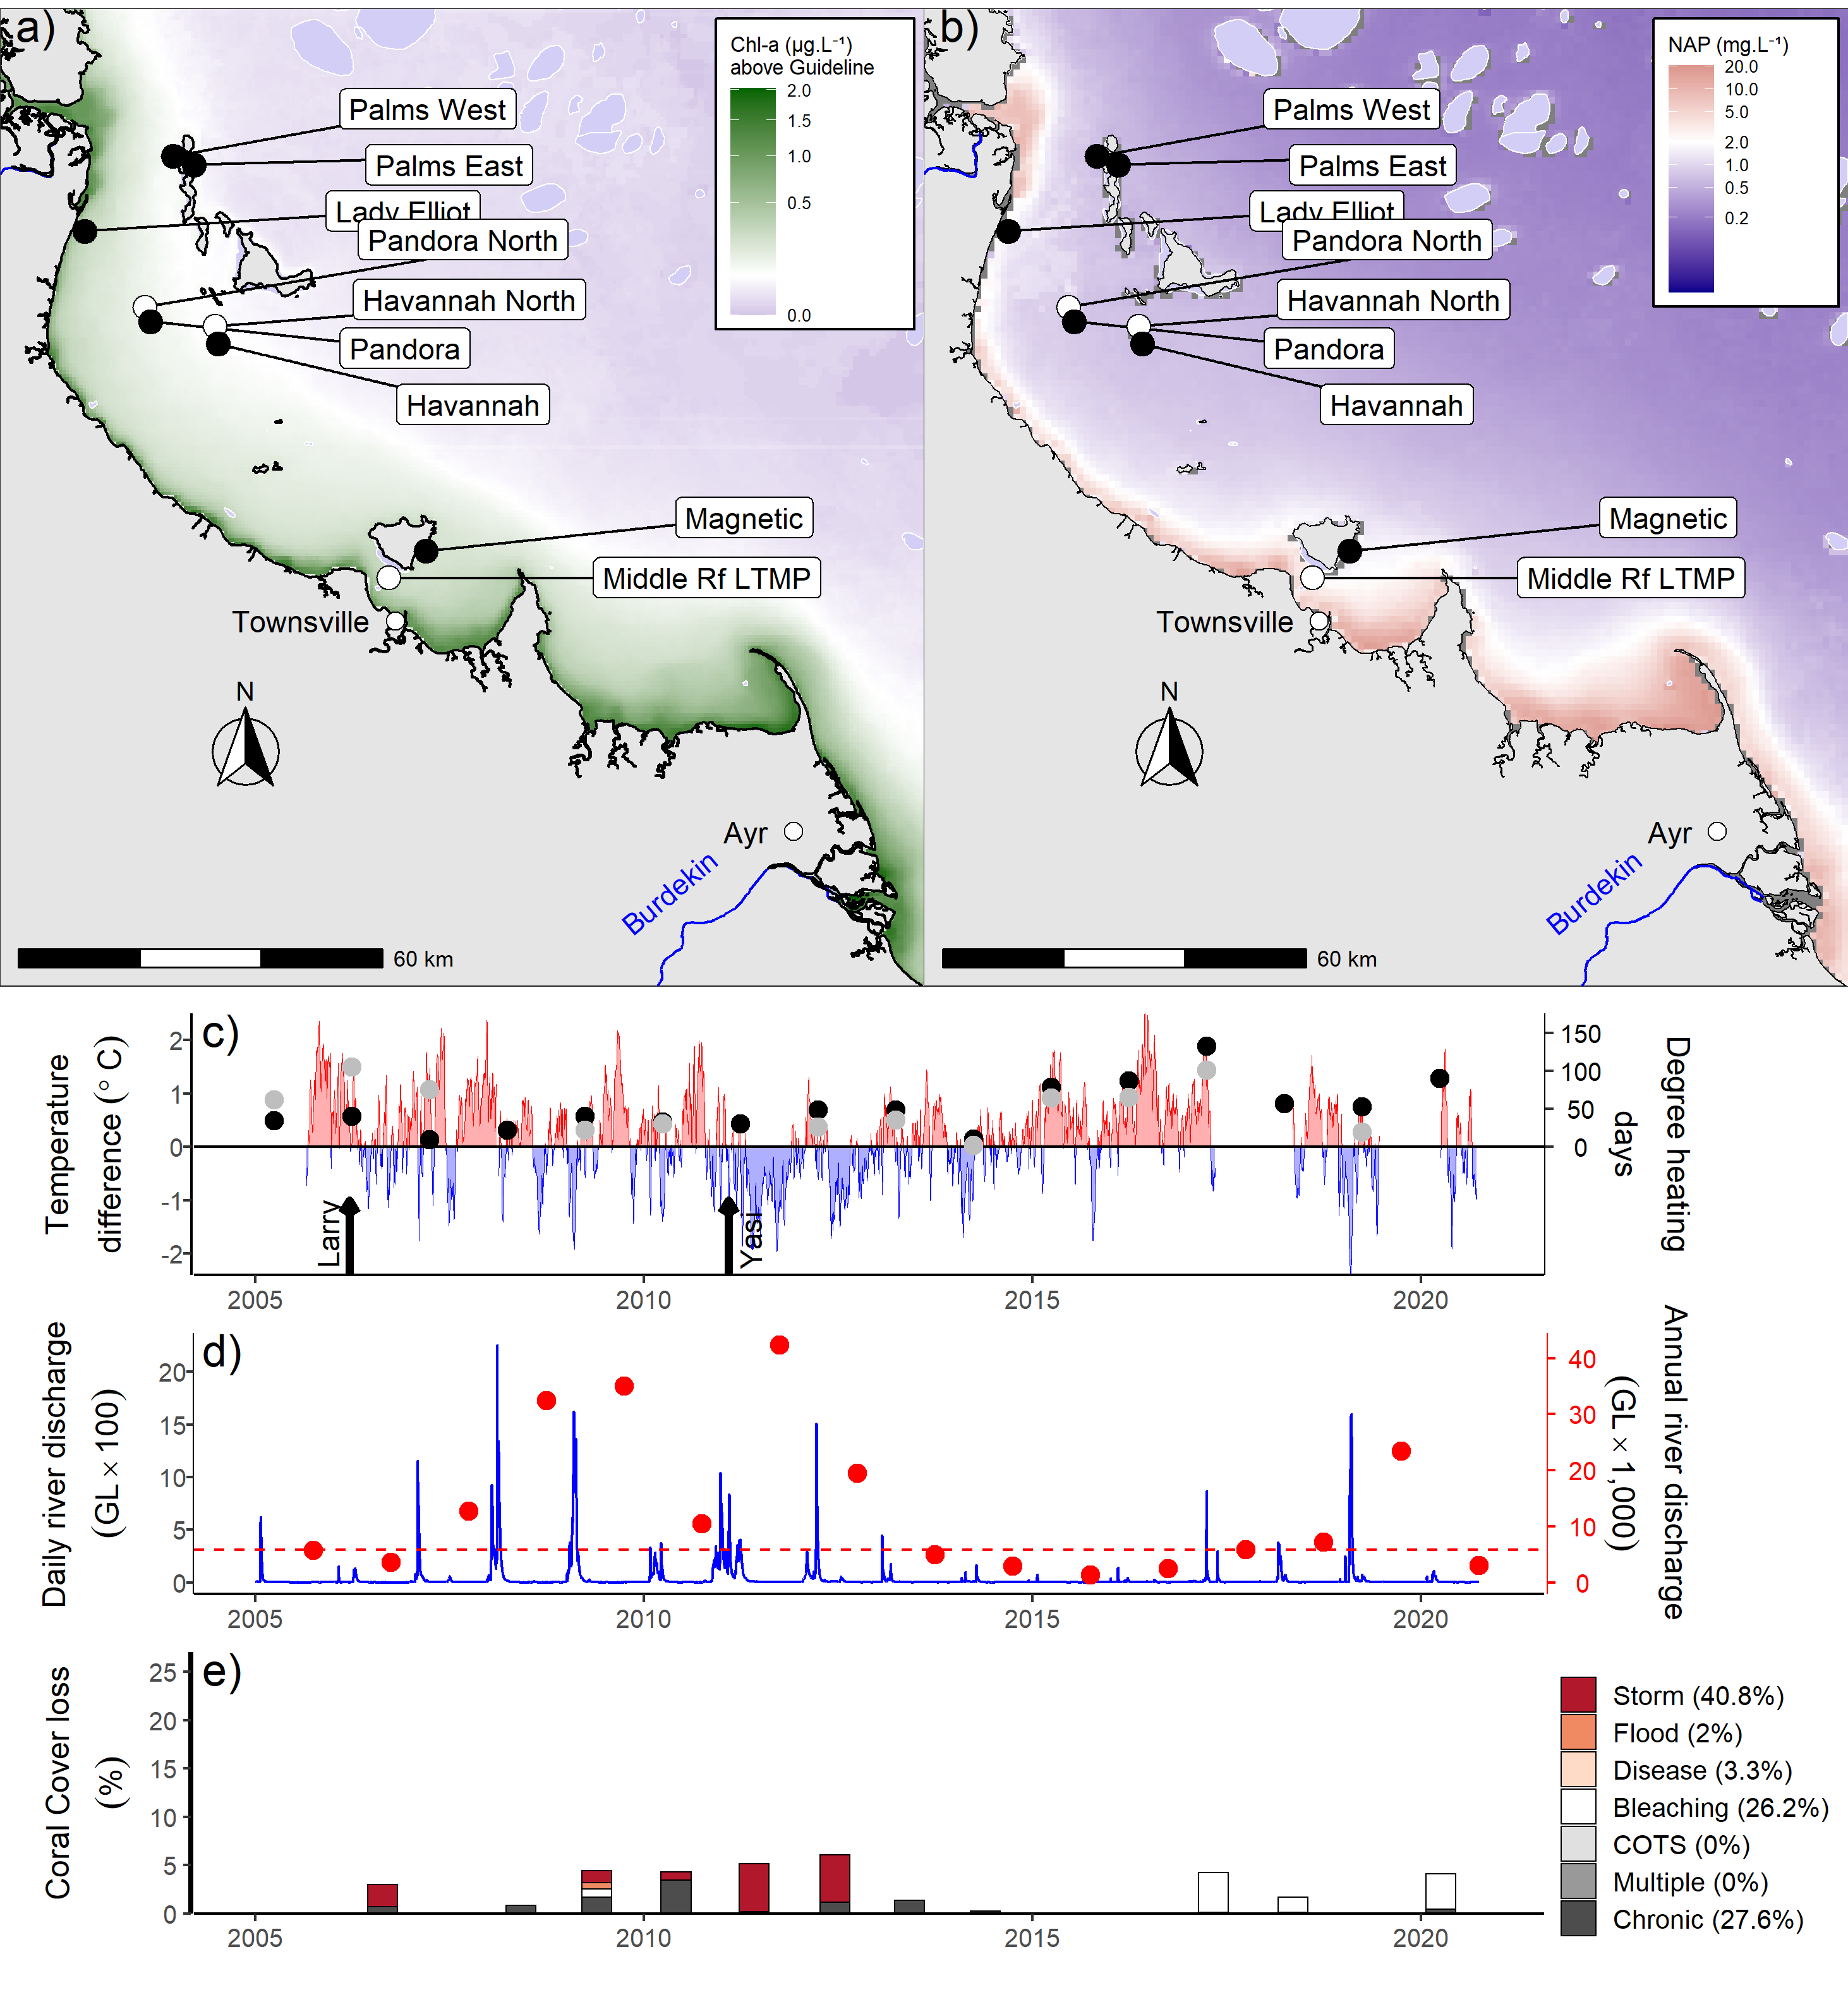 a)
Chl-a (µg.L⁻¹)
above Guideline
2.0
1.5
1.0
0.5
0.0
Palms West
Palms East
Lady Elliot
Pandora North
Havannah North
Pandora
Havannah
Magnetic
Middle Rf LTMP
Townsville
N
Ayr
Burdekin
60 km
b)
NAP (mg.L⁻¹)
20.0
10.0
5.0
2.0
1.0
0.5
0.2
Palms West
Palms East
Lady Elliot
Pandora North
Havannah North
Pandora
Havannah
Magnetic
Middle Rf LTMP
Townsville
N
Ayr
Burdekin
60 km
c)
Temperature
difference (° C)
2
1
0
-1
-2
Larry
Yasi
150
100
50
0
Degree heating
days
2005
2010
2015
2020
d)
Daily river discharge
(GL × 100)
20
15
10
5
0
40
30
20
10
0
Annual river discharge
(GL × 1,000)
2005
2010
2015
2020
e)
Coral Cover loss
(%)
25
20
15
10
5
0
2005
2010
2015
2020
Storm (40.8%)
Flood (2%)
Disease (3.3%)
Bleaching (26.2%)
COTS (0%)
Multiple (0%)
Chronic (27.6%)